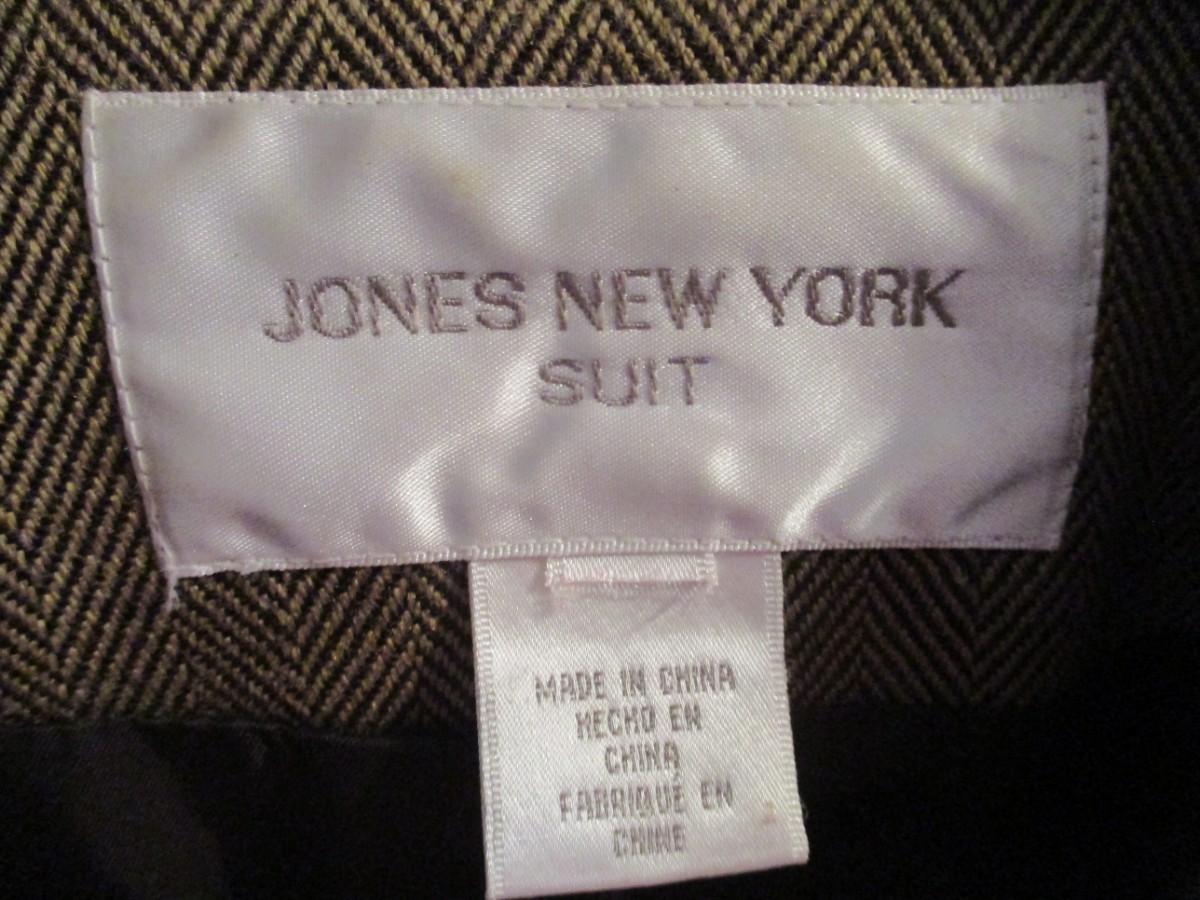 JONES NEW YORK
SUIT
MADE IN CHINA
HECHO EN
CHINA
FABRIQUÉ EN
CHINE